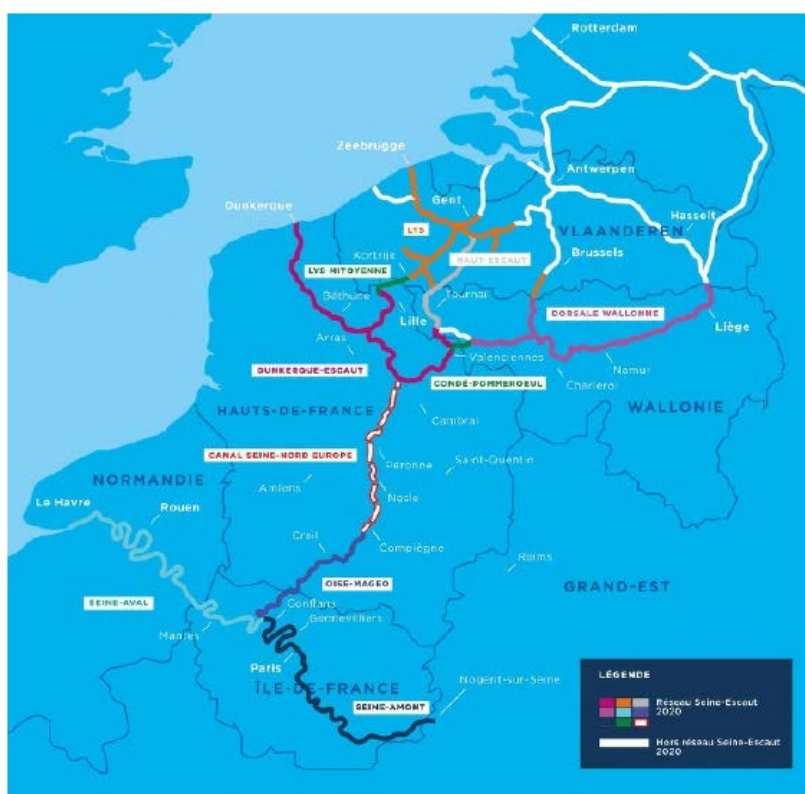 Rotterdam
Zeebrugge
Antwerpen
Dunkerque
Gent
Hasselt
LYS
VLAANDEREN
Kortrijk
HAUT-ESCAUT
Brussels
LYS MITOYENNE
Béthune
Tournai
Lille
DORSALE WALLONNE
Liège
Arras
Valenciennes
Namur
DUNKERQUE-ESCAUT
CONDÉ-POMMEROEUL
Charleroi
HAUTS-DE-FRANCE
Cambrai
WALLONIE
CANAL SEINE-NORD EUROPE
Péronne
Saint-Quentin
NORMANDIE
Amiens
Nesle
Le Havre
Rouen
Creil
Compiègne
Reims
OISE-MAGEO
GRAND-EST
SEINE-AVAL
Conflans
Gennevilliers
Mantes
Paris
Nogent-sur-Seine
ÎLE-DE-FRANCE
SEINE-AMONT
LÉGENDE
Réseau Seine-Escaut
2020
Hors réseau Seine-Escaut
2020